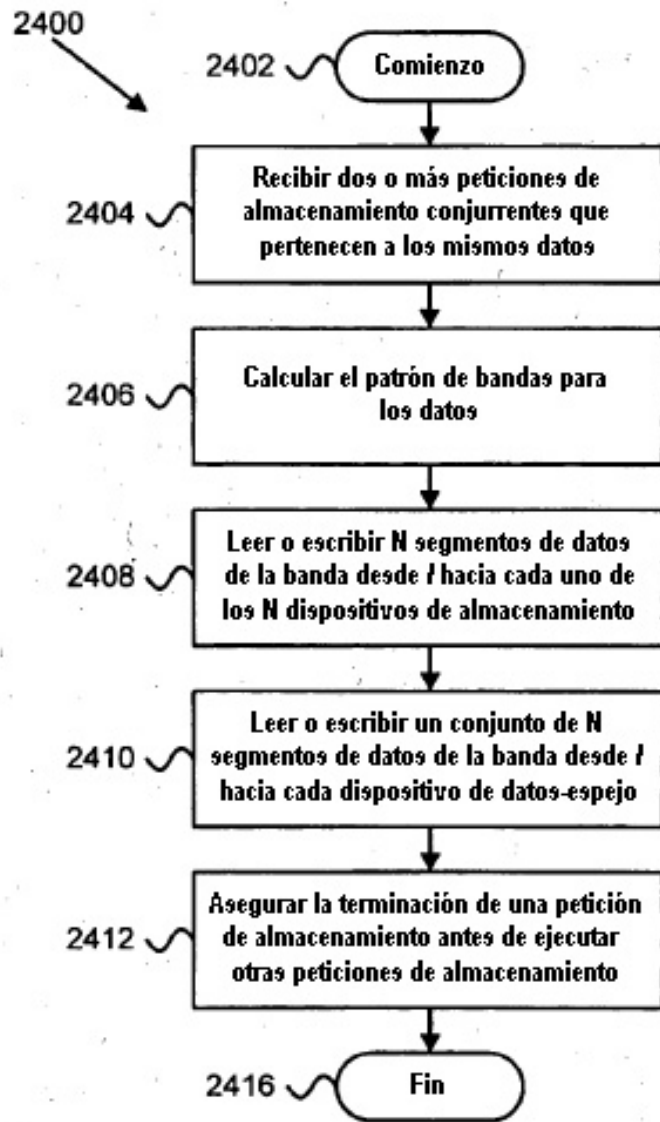 2400
2402
Comienzo
2404
Recibir dos o más peticiones de
almacenamiento conjurrentes que
pertenecen a los mismos datos
2406
Calcular el patrón de bandas para
los datos
2408
Leer o escribir N segmentos de datos
de la banda desde / hacia cada uno de
los N dispositivos de almacenamiento
2410
Leer o escribir un conjunto de N
segmentos de datos de la banda desde /
hacia cada dispositivo de datos-espejo
2412
Asegurar la terminación de una petición
de almacenamiento antes de ejecutar
otras peticiones de almacenamiento
2416
Fin